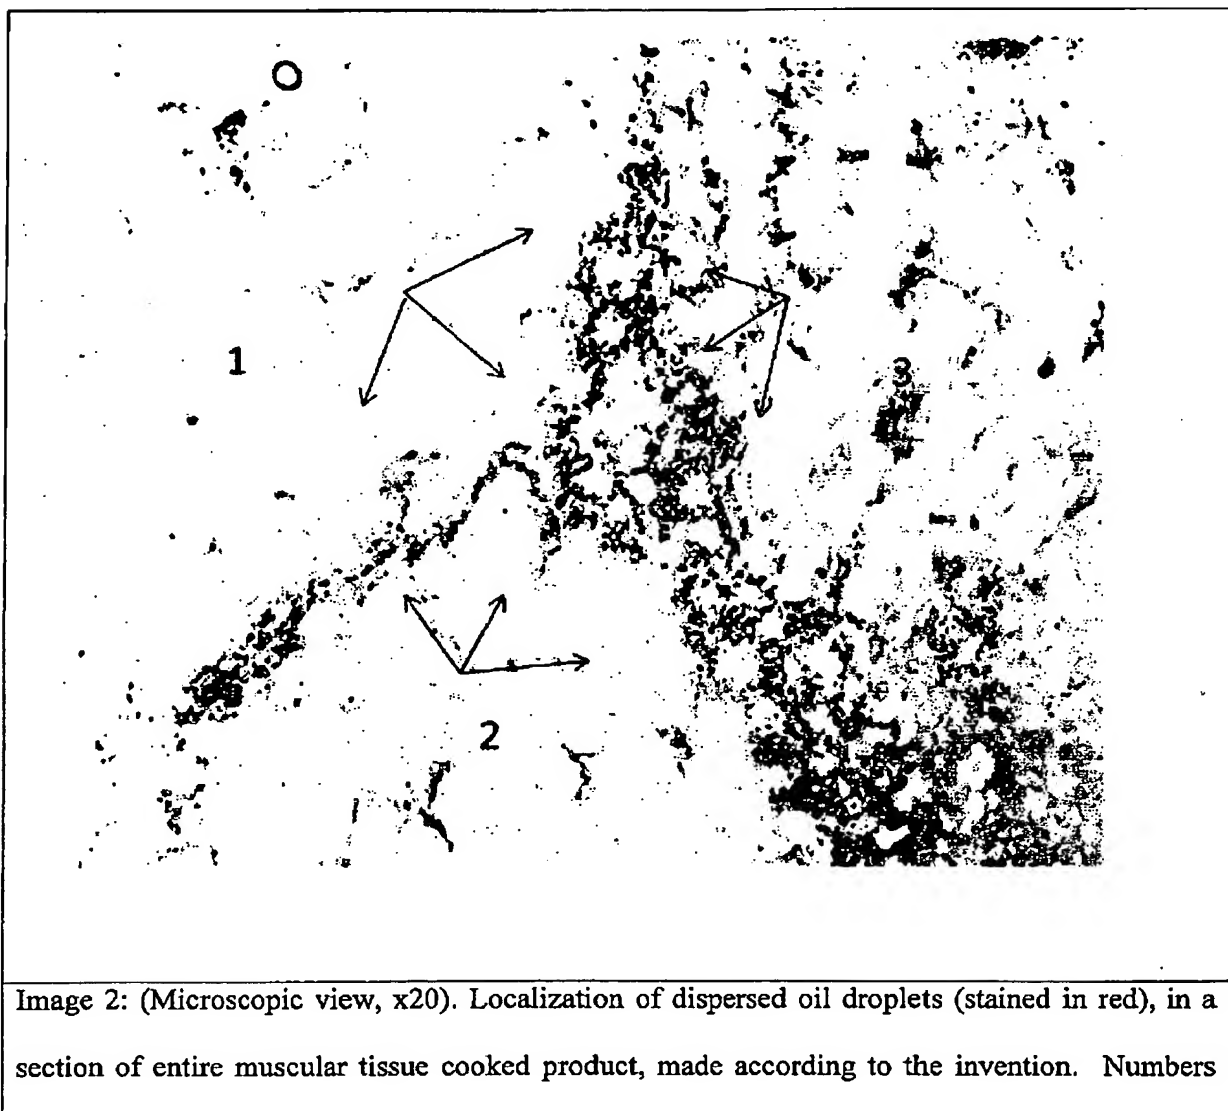 1
3
2
Image 2: (Microscopic view, x20). Localization of dispersed oil droplets (stained in red), in a
section of entire muscular tissue cooked product, made according to the invention. Numbers